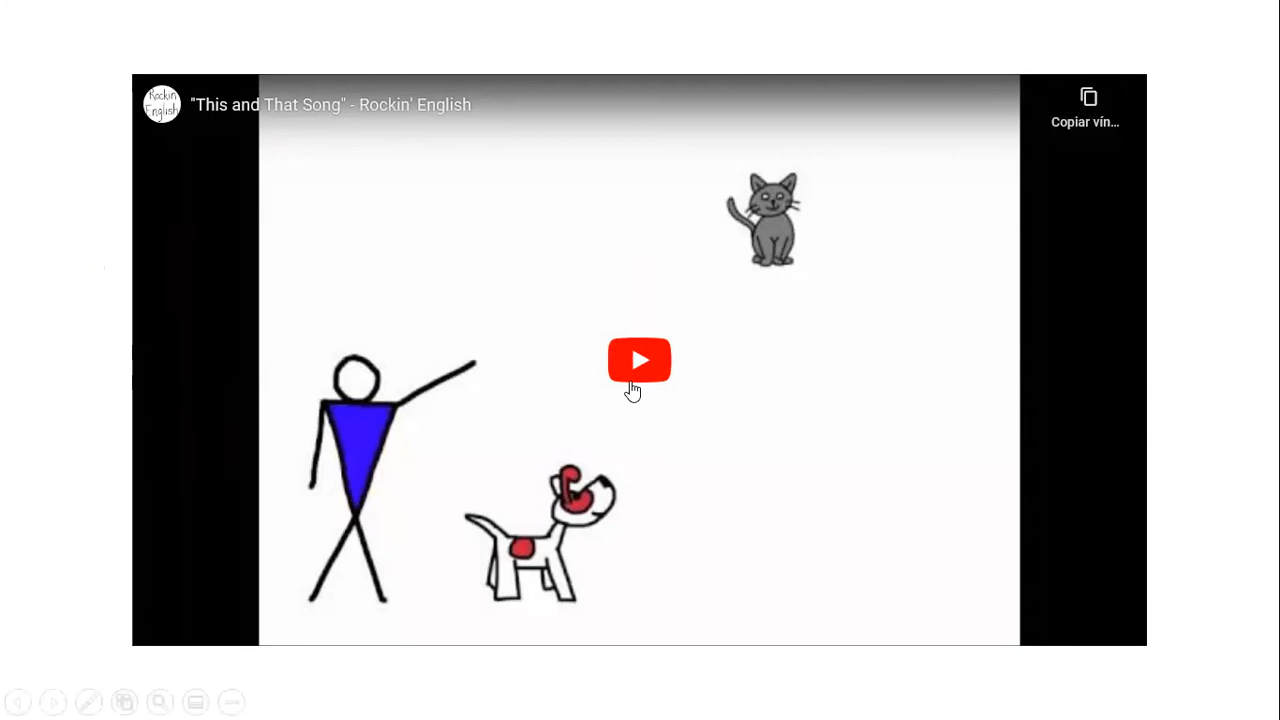 Rockin
English
"This and That Song" - Rockin' English
Copiar vín...